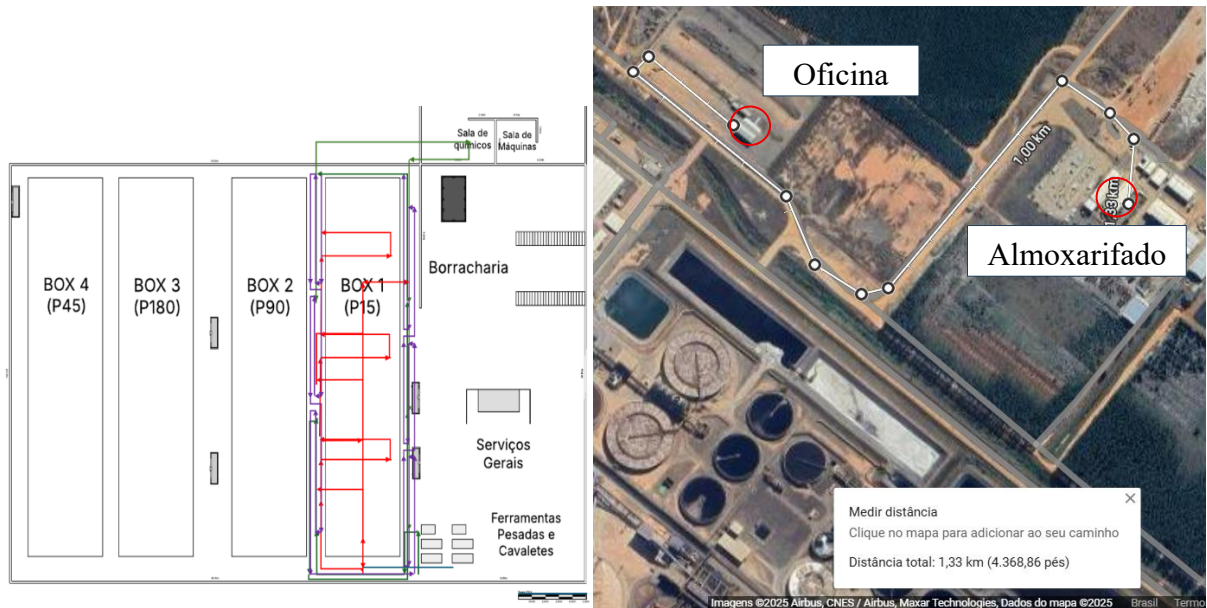 Sala de
químicos
Sala de
Máquinas
BOX 4
(P45)
BOX 3
(P180)
BOX 2
(P90)
BOX 1
(P15)
Borracharia
Serviços
Gerais
Ferramentas
Pesadas e
Cavaletes
Oficina
1,00 km
1,33 km
Almoxarifado
Medir distância
Clique no mapa para adicionar ao seu caminho
Distância total: 1,33 km (4.368,86 pés)
Imagens ©2025 Airbus, CNES / Airbus, Maxar Technologies, Dados do mapa ©2025 Brasil Termo